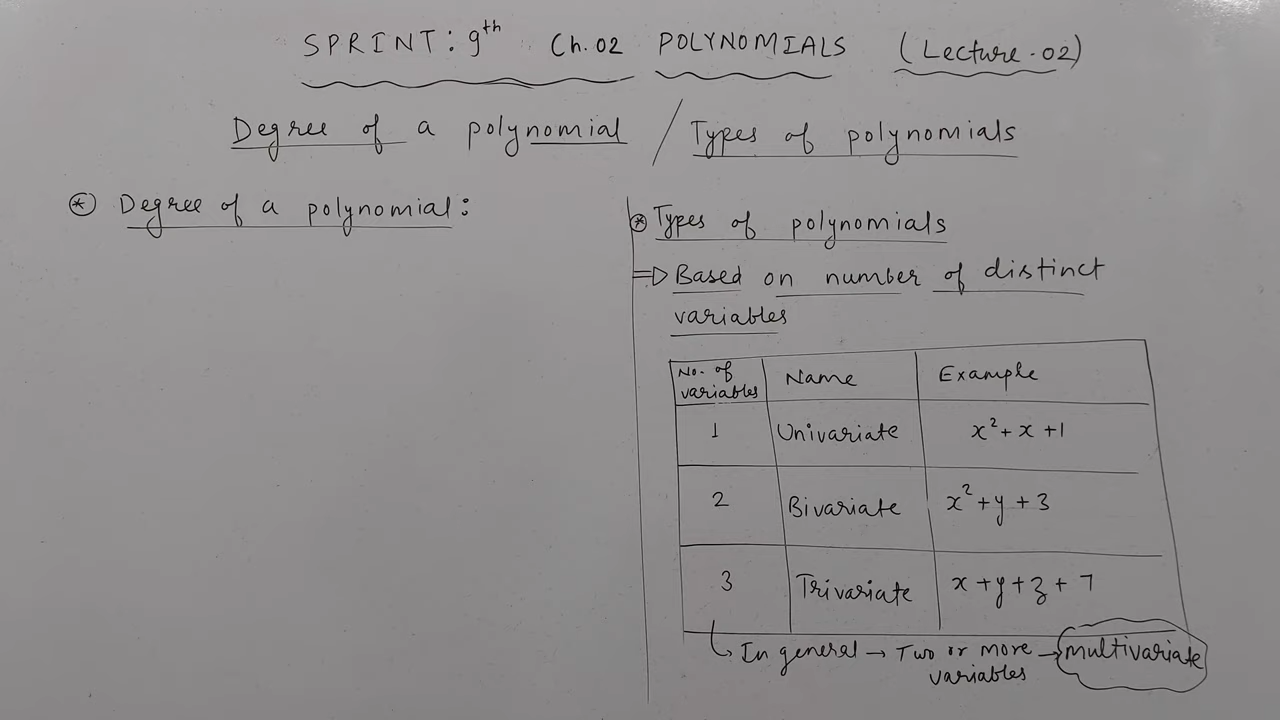 SPRINT: 9th Ch. 02 POLYNOMIALS (Lecture-02)
Degree of a polynomial / Types of polynomials
⊛ Degree of a polynomial:
⊛ Types of polynomials
⇒ Based on number of distinct
variables
No. of variables Name Example
1 Univariate x² + x + 1
2 Bivariate x² + y + 3
3 Trivariate x + y + z + 7
↳ In general → Two or more variables → multivariate